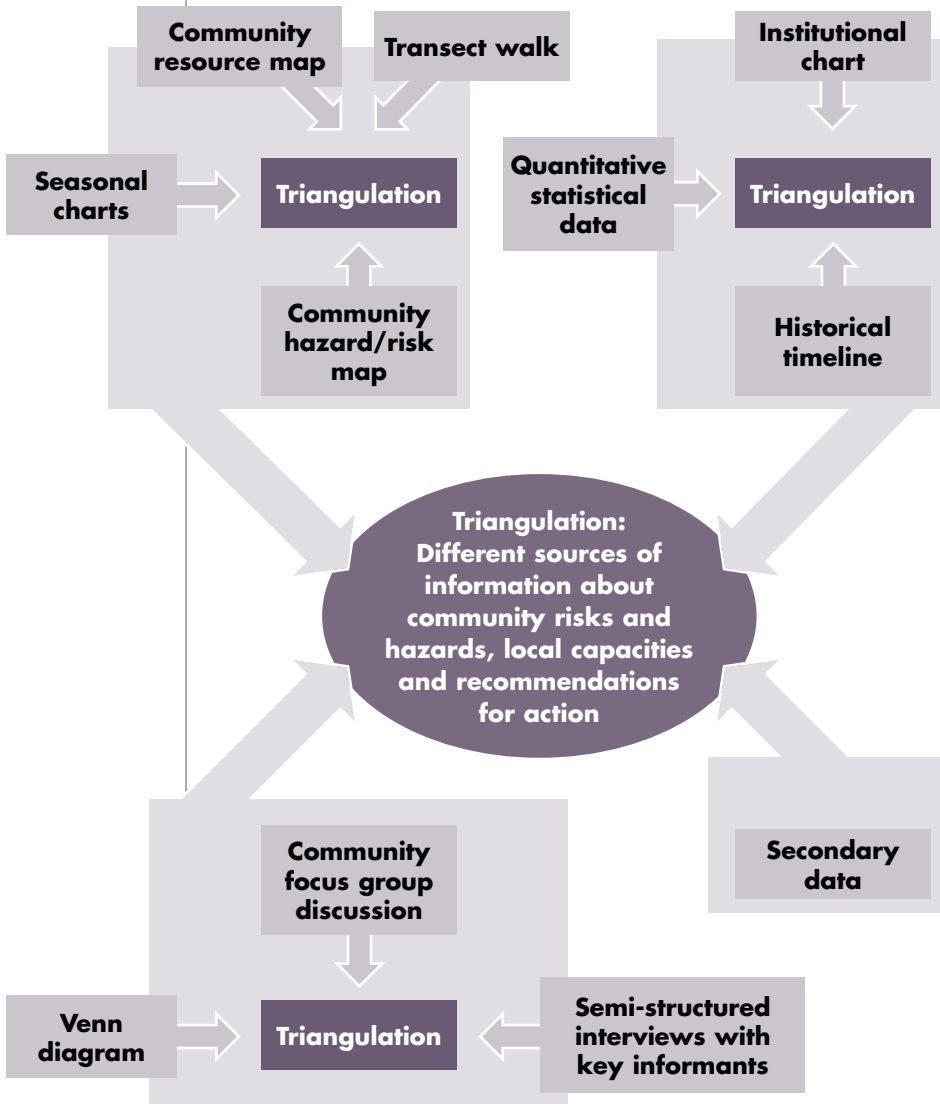 Community
resource map
Transect walk
Institutional
chart
Seasonal
charts
Triangulation
Quantitative
statistical
data
Triangulation
Community
hazard/risk
map
Historical
timeline
Triangulation:
Different sources of
information about
community risks and
hazards, local capacities
and recommendations
for action
Community
focus group
discussion
Secondary
data
Venn
diagram
Triangulation
Semi-structured
interviews with
key informants